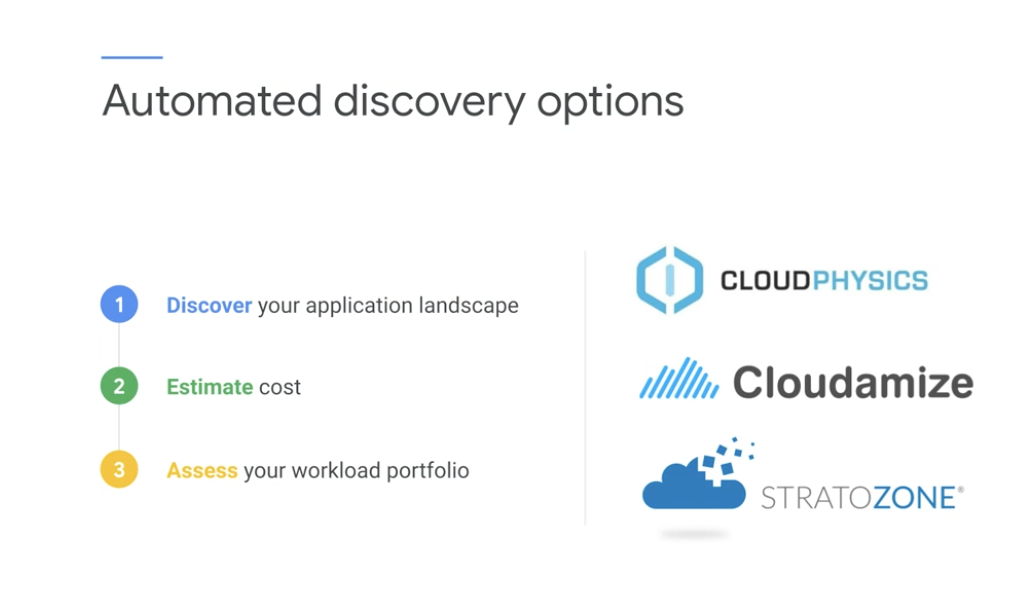 Automated discovery options
1 Discover your application landscape
2 Estimate cost
3 Assess your workload portfolio
CLOUDPHYSICS
Cloudamize
STRATOZONE®